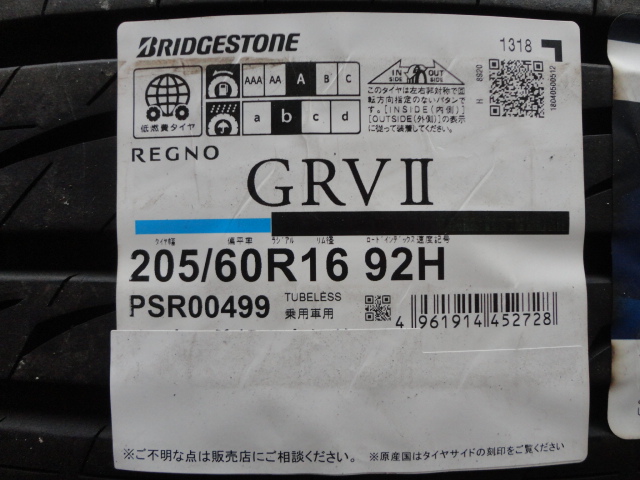 BRIDGESTONE
1318
AAA AA A B C
a b c d
低燃費タイヤ
IN SIDE OUT SIDE
このタイヤは左右非対称で回
転方向指定のないパタンで
す。[INSIDE(内側)]
[OUTSIDE(外側)]の表示
に従って装着してください。
H 8920
18040500512
REGNO
GRVII
タイヤ幅 偏平率 ラジアル リム径 ロードインデックス 速度記号
205/60R16 92H
PSR00499
TUBELESS
乗用車用
4 961914 452728
※ご不明な点は販売店にご相談ください。
※原産国はタイヤサイドの刻印をご覧ください。